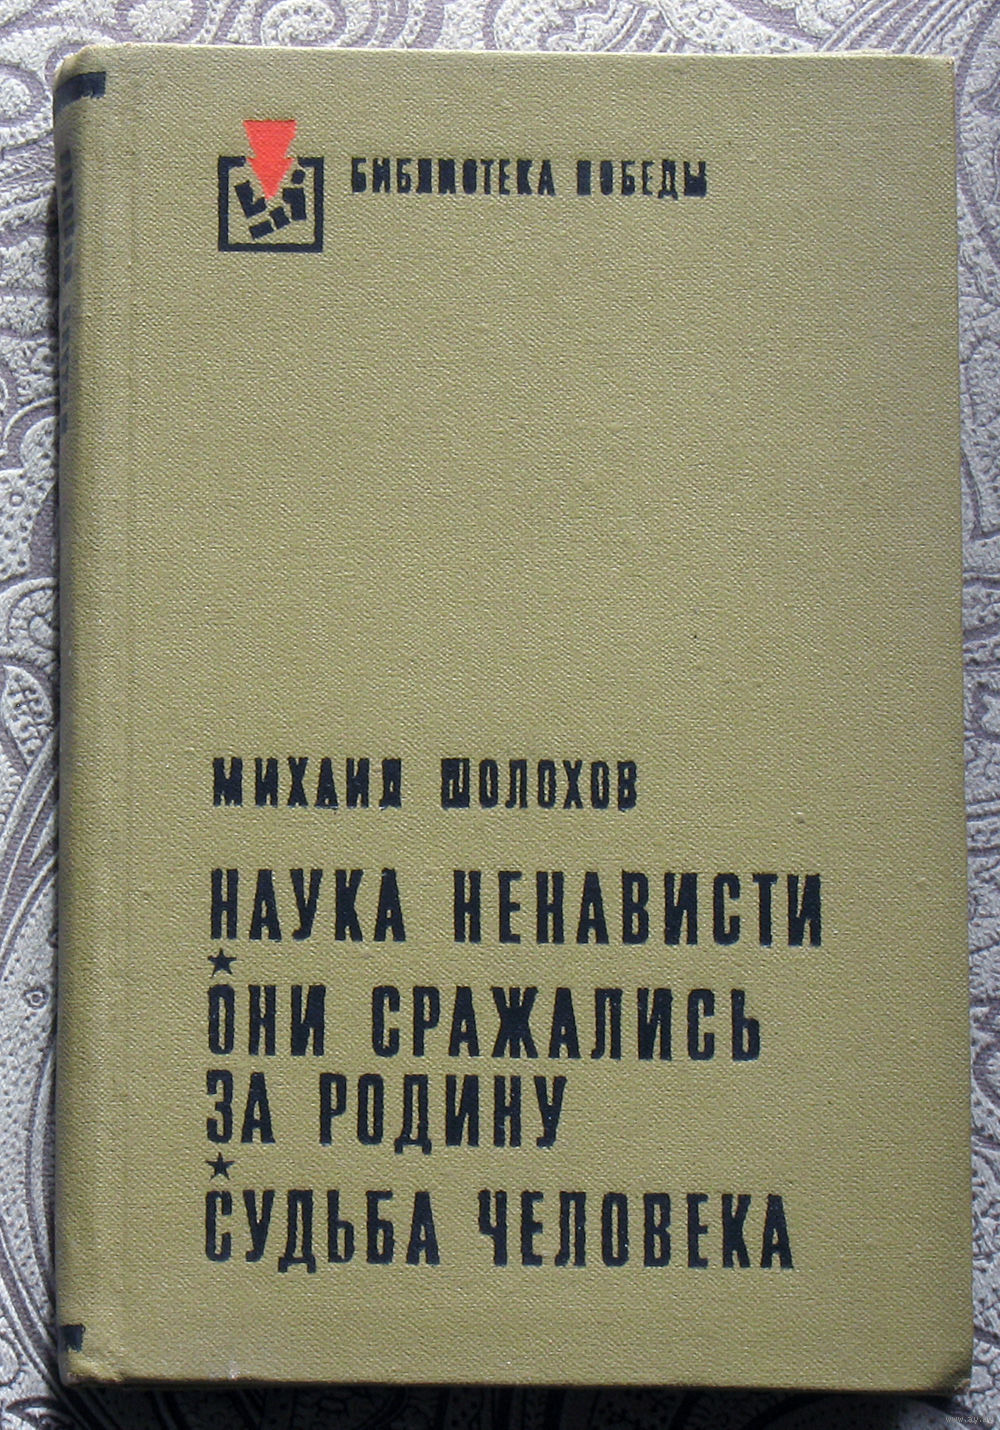 БИБЛИОТЕКА ПОБЕДЫ
МИХАИЛ ШОЛОХОВ
НАУКА НЕНАВИСТИ
ОНИ СРАЖАЛИСЬ
ЗА РОДИНУ
СУДЬБА ЧЕЛОВЕКА